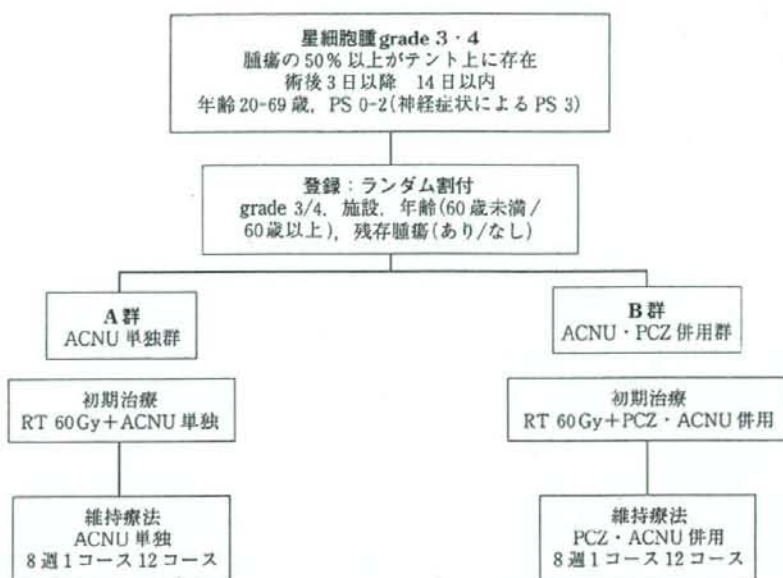 星細胞腫 grade 3・4
腫瘍の50%以上がテント上に存在
術後3日以降 14日以内
年齢20-69歳, PS 0-2(神経症状による PS 3)
登録：ランダム割付
grade 3/4, 施設, 年齢(60歳未満/
60歳以上), 残存腫瘍(あり/なし)
A群
ACNU 単独群
B群
ACNU・PCZ 併用群
初期治療
RT 60Gy+ACNU 単独
初期治療
RT 60Gy+PCZ・ACNU 併用
維持療法
ACNU 単独
8週1コース12コース
維持療法
PCZ・ACNU 併用
8週1コース12コース